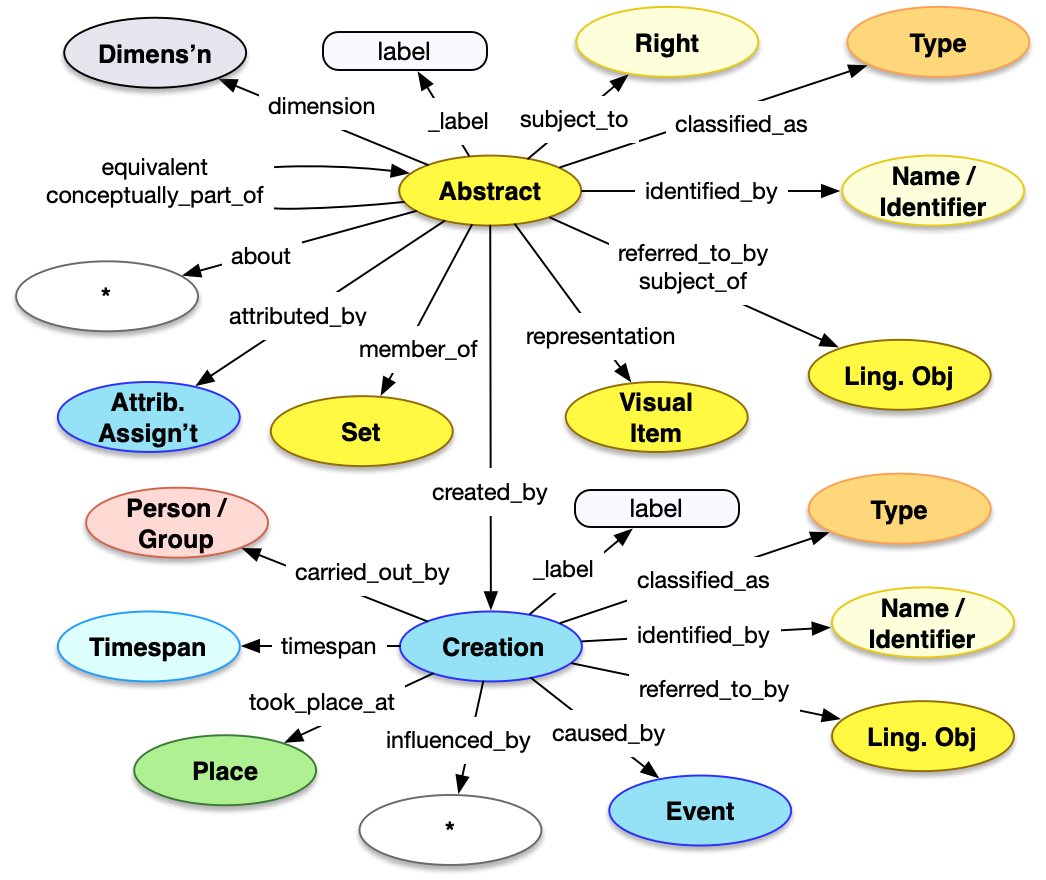 Dimens’n
label
Right
Type
dimension
_label
subject_to
classified_as
equivalent
conceptually_part_of
Abstract
identified_by
Name /
Identifier
about
referred_to_by
subject_of
*
attributed_by
member_of
representation
Attrib.
Assign’t
Set
Visual
Item
Ling. Obj
Person /
Group
created_by
label
Type
carried_out_by
_label
classified_as
Timespan
timespan
Creation
identified_by
Name /
Identifier
took_place_at
influenced_by
caused_by
referred_to_by
Place
*
Event
Ling. Obj